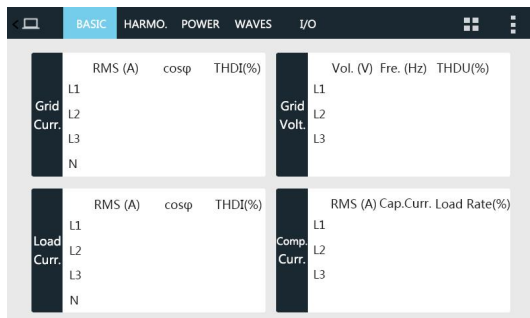 BASIC HARMO. POWER WAVES I/O
Grid Curr.
RMS (A) cosφ THDI(%)
L1
L2
L3
N
Grid Volt.
Vol. (V) Fre. (Hz) THDU(%)
L1
L2
L3
Load Curr.
RMS (A) cosφ THDI(%)
L1
L2
L3
N
Comp. Curr.
RMS (A) Cap.Curr. Load Rate(%)
L1
L2
L3